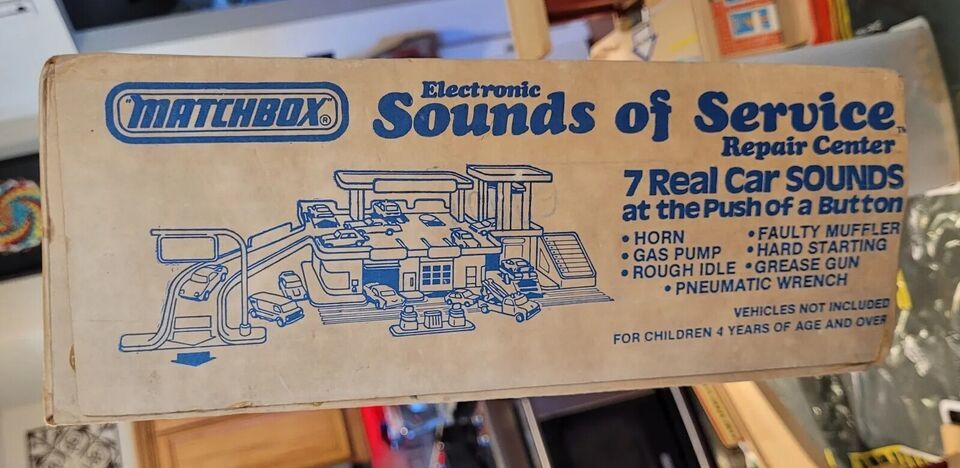 "MATCHBOX"®
Electronic
Sounds of Service™
Repair Center
7 Real Car SOUNDS
at the Push of a Button
• HORN
• GAS PUMP
• ROUGH IDLE
• FAULTY MUFFLER
• HARD STARTING
• GREASE GUN
• PNEUMATIC WRENCH
VEHICLES NOT INCLUDED
FOR CHILDREN 4 YEARS OF AGE AND OVER